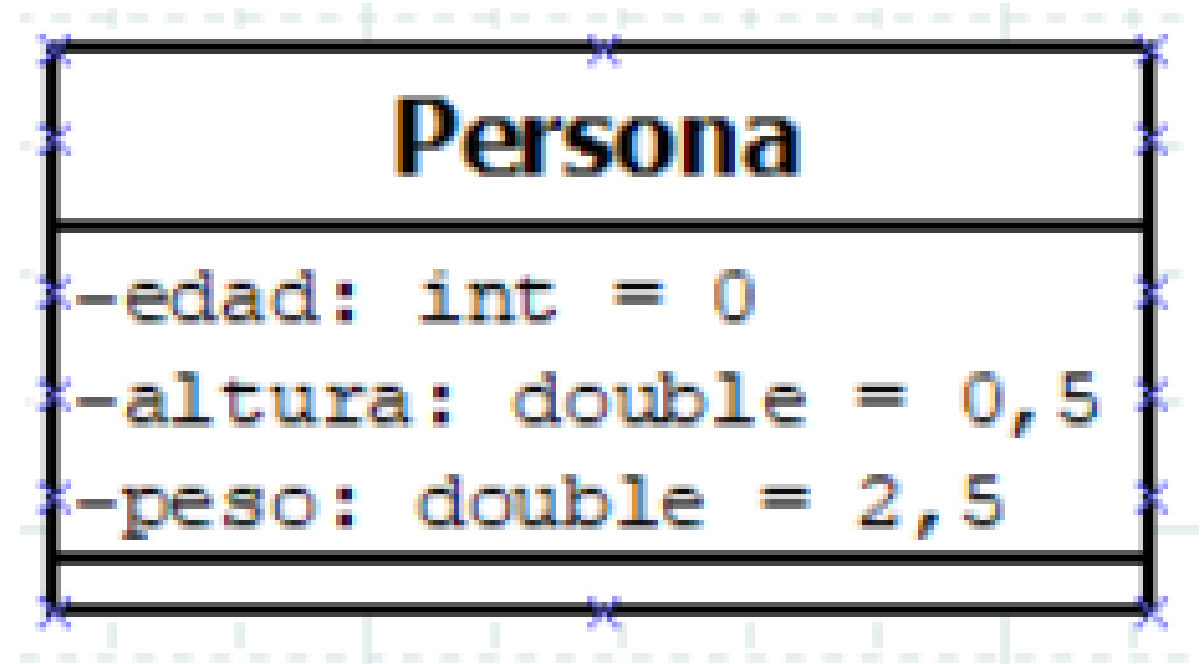 Persona
-edad: int = 0
-altura: double = 0,5
-peso: double = 2,5